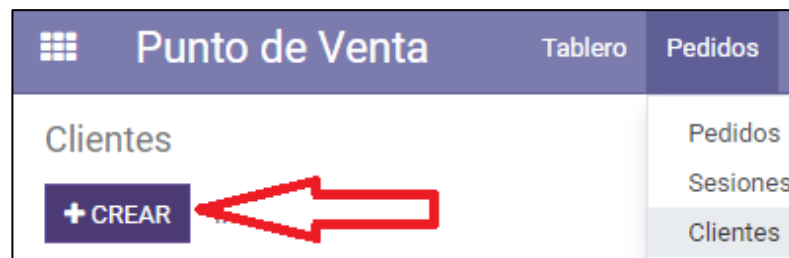 Punto de Venta Tablero Pedidos
Clientes
+ CREAR
Pedidos
Sesiones
Clientes